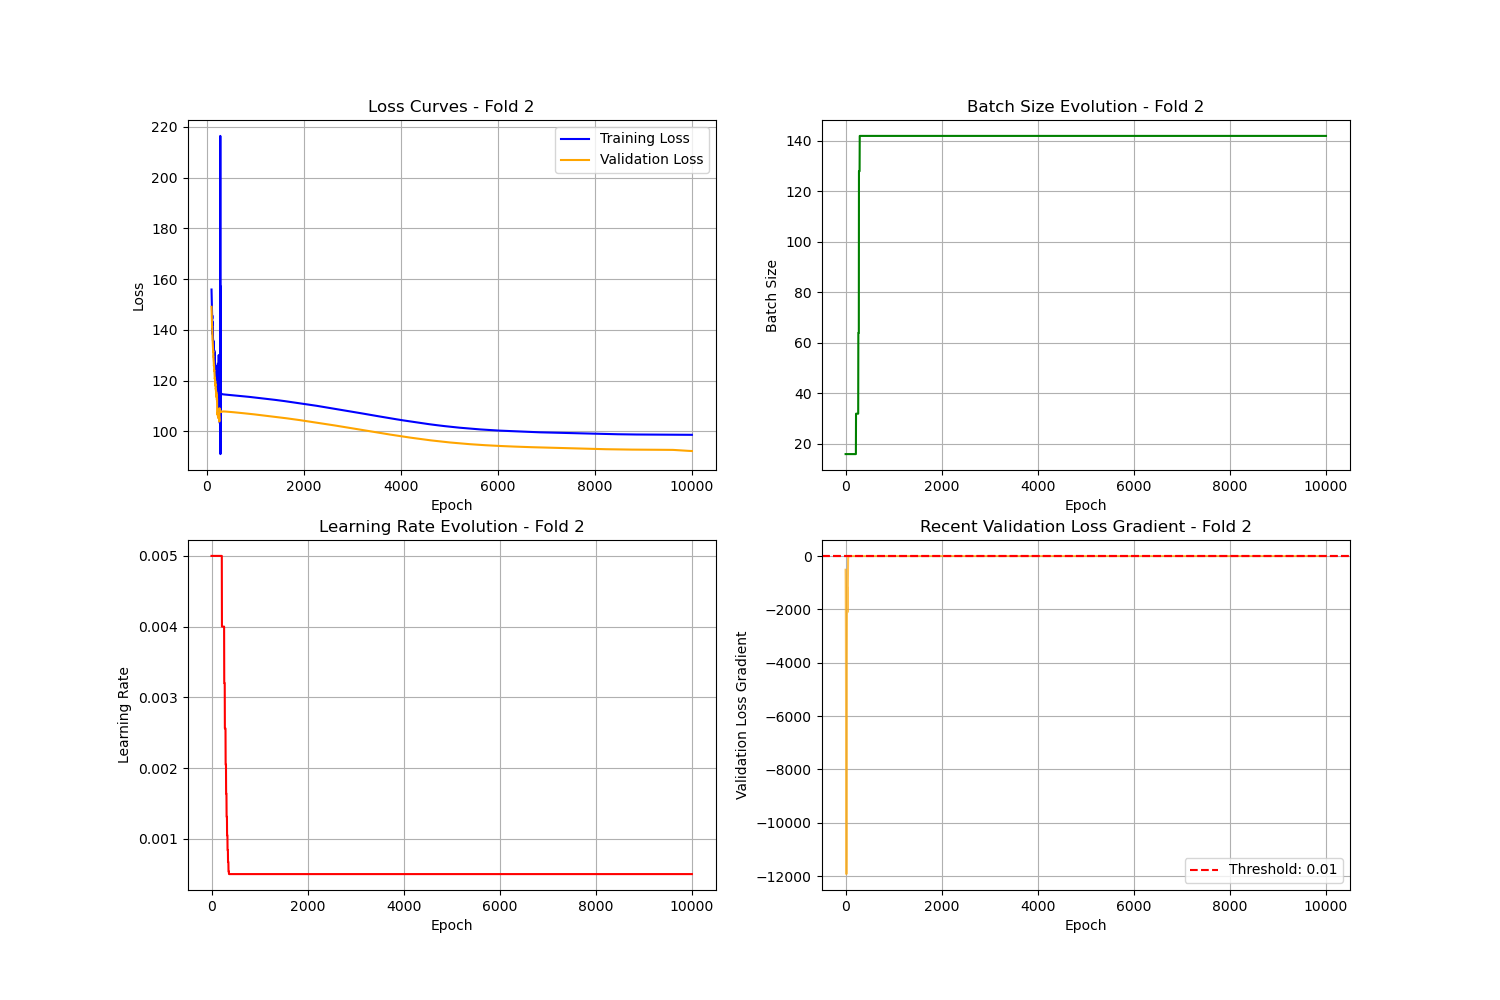 Loss Curves - Fold 2
220
200
180
160
140
120
100
Loss
Training Loss
Validation Loss
0 2000 4000 6000 8000 10000
Epoch
Batch Size Evolution - Fold 2
140
120
100
80
60
40
20
Batch Size
0 2000 4000 6000 8000 10000
Epoch
Learning Rate Evolution - Fold 2
0.005
0.004
0.003
0.002
0.001
Learning Rate
0 2000 4000 6000 8000 10000
Epoch
Recent Validation Loss Gradient - Fold 2
0
−2000
−4000
−6000
−8000
−10000
−12000
Validation Loss Gradient
Threshold: 0.01
0 2000 4000 6000 8000 10000
Epoch